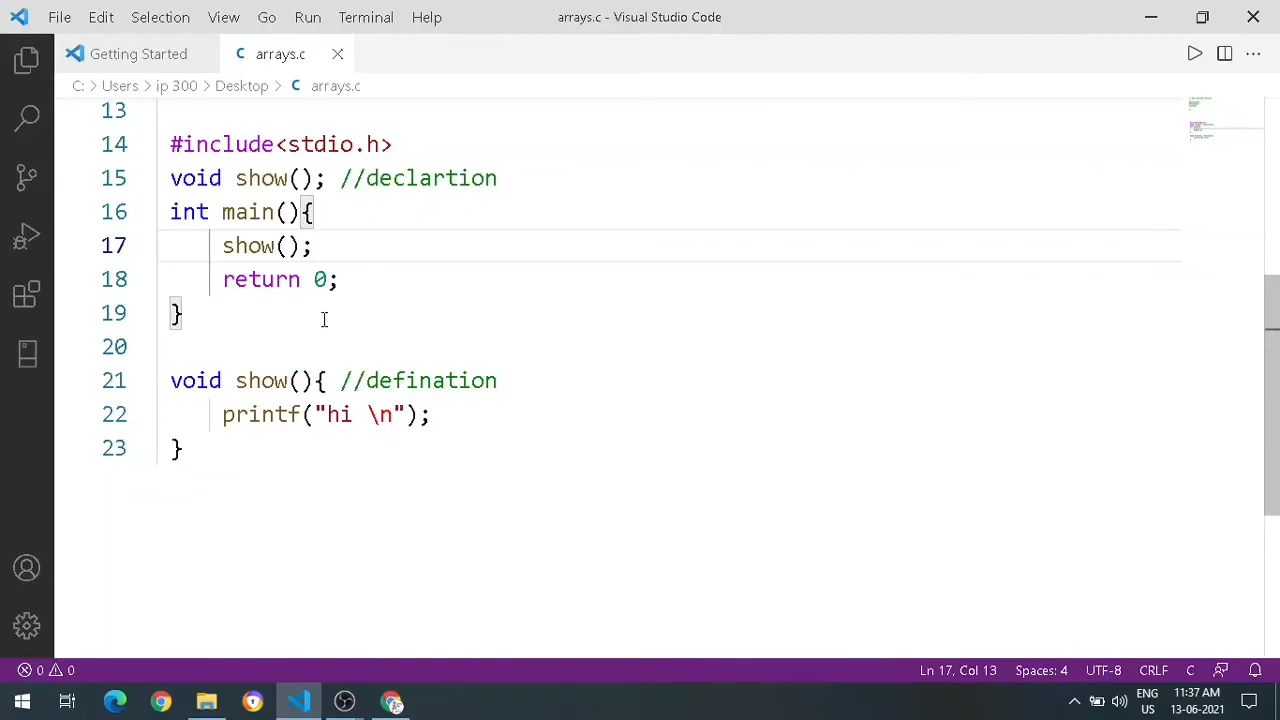 File Edit Selection View Go Run Terminal Help arrays.c - Visual Studio Code
Getting Started C arrays.c
C: > Users > ip 300 > Desktop > C arrays.c
13
14 #include<stdio.h>
15 void show(); //declartion
16 int main(){
17 show();
18 return 0;
19 }
20
21 void show(){ //defination
22 printf("hi \n");
23 }
0 0 Ln 17, Col 13 Spaces: 4 UTF-8 CRLF C
ENG 11:37 AM
US 13-06-2021